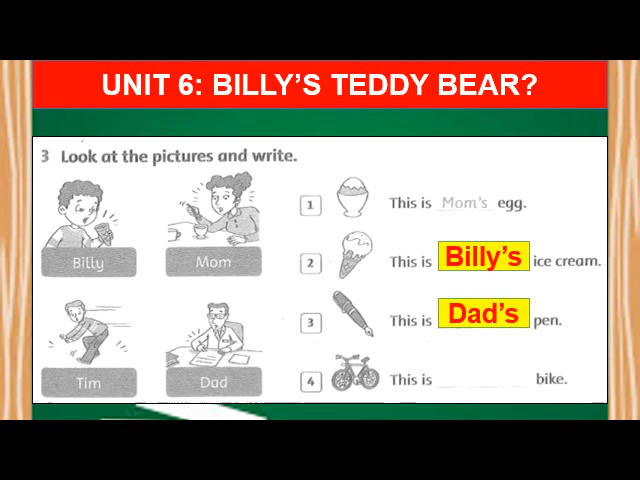 UNIT 6: BILLY'S TEDDY BEAR?
3 Look at the pictures and write.
Billy
Mom
Tim
Dad
1 This is Mom's egg.
2 This is Billy's ice cream.
3 This is Dad's pen.
4 This is ________ bike.